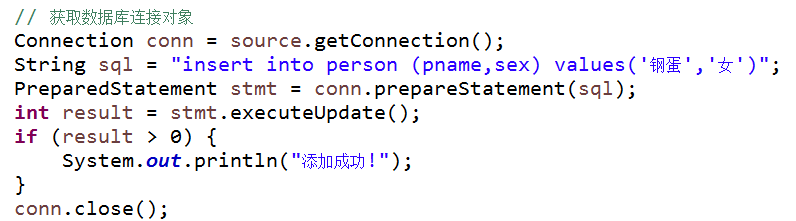 // 获取数据库连接对象
Connection conn = source.getConnection();
String sql = "insert into person (pname,sex) values('钢蛋','女')";
PreparedStatement stmt = conn.prepareStatement(sql);
int result = stmt.executeUpdate();
if (result > 0) {
    System.out.println("添加成功!");
}
conn.close();